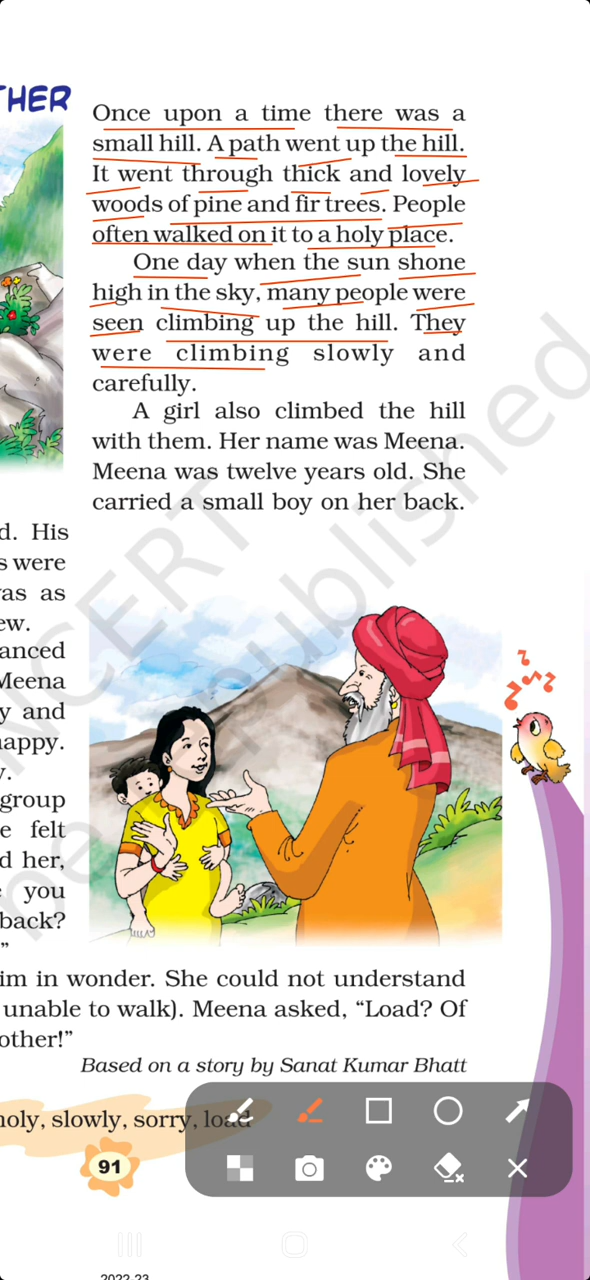 THER
Once upon a time there was a
small hill. A path went up the hill.
It went through thick and lovely
woods of pine and fir trees. People
often walked on it to a holy place.
One day when the sun shone
high in the sky, many people were
seen climbing up the hill. They
were climbing slowly and
carefully.
A girl also climbed the hill
with them. Her name was Meena.
Meena was twelve years old. She
carried a small boy on her back.
d. His
s were
as as
ew.
anced
Meena
y and
happy.
y.
group
e felt
d her,
you
back?
”
im in wonder. She could not understand
unable to walk). Meena asked, “Load? Of
other!”
Based on a story by Sanat Kumar Bhatt
holy, slowly, sorry, load
91
2022-23
NCERT
be published